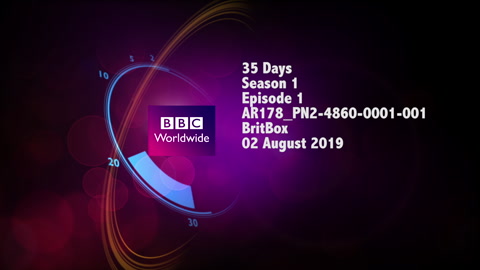 35 Days
Season 1
Episode 1
AR178_PN2-4860-0001-001
BritBox
02 August 2019
BBC
Worldwide
2
5
10
20
30